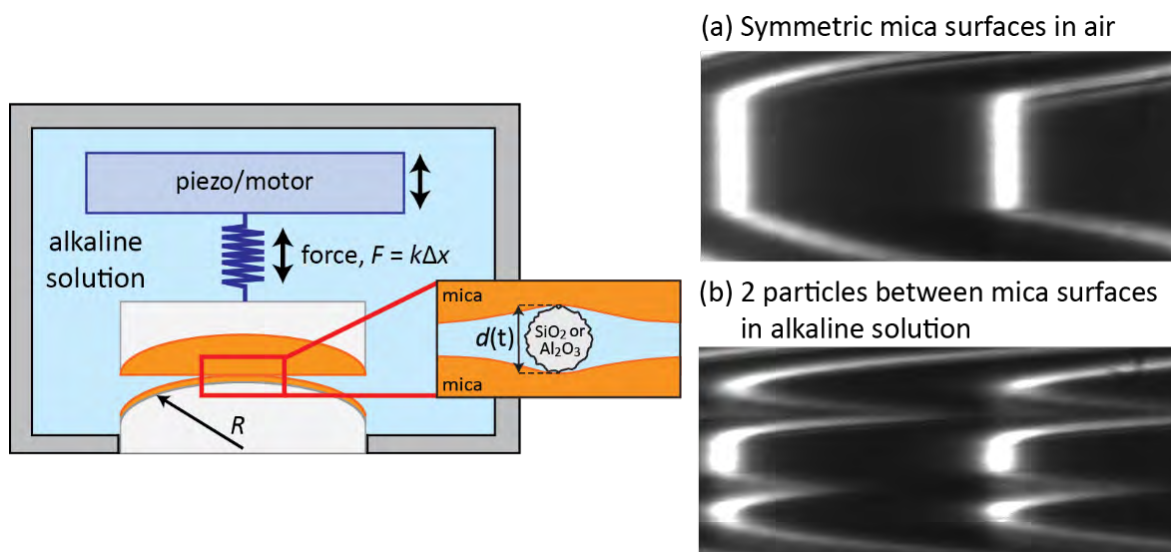 piezo/motor
alkaline
solution
force, F = kΔx
R
mica
d(t)
SiO₂ or
Al₂O₃
mica
(a) Symmetric mica surfaces in air
(b) 2 particles between mica surfaces
in alkaline solution